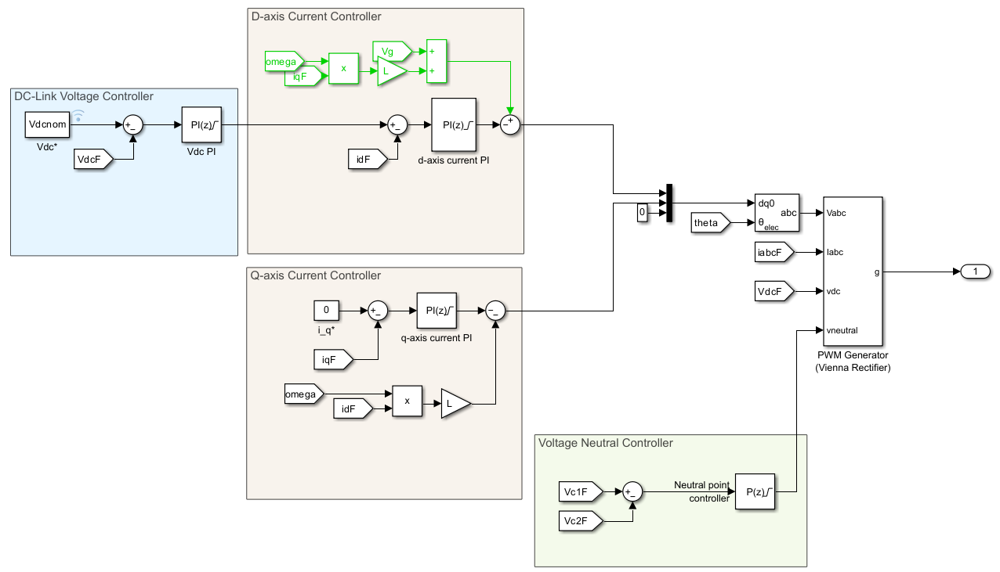 D-axis Current Controller
Vg
+
omega
x
L
iqF
+
DC-Link Voltage Controller
Vdcnom
+
_
PI(z)
+
_
PI(z)
−
+
Vdc*
Vdc PI
VdcF
idF
d-axis current PI
0
dq0
abc
theta
θelec
Vabc
iabcF
Iabc
g
1
VdcF
vdc
vneutral
PWM Generator
(Vienna Rectifier)
Q-axis Current Controller
0
+
_
PI(z)
−
_
i_q*
q-axis current PI
iqF
omega
x
L
idF
Voltage Neutral Controller
Vc1F
+
_
Neutral point
controller
P(z)
Vc2F